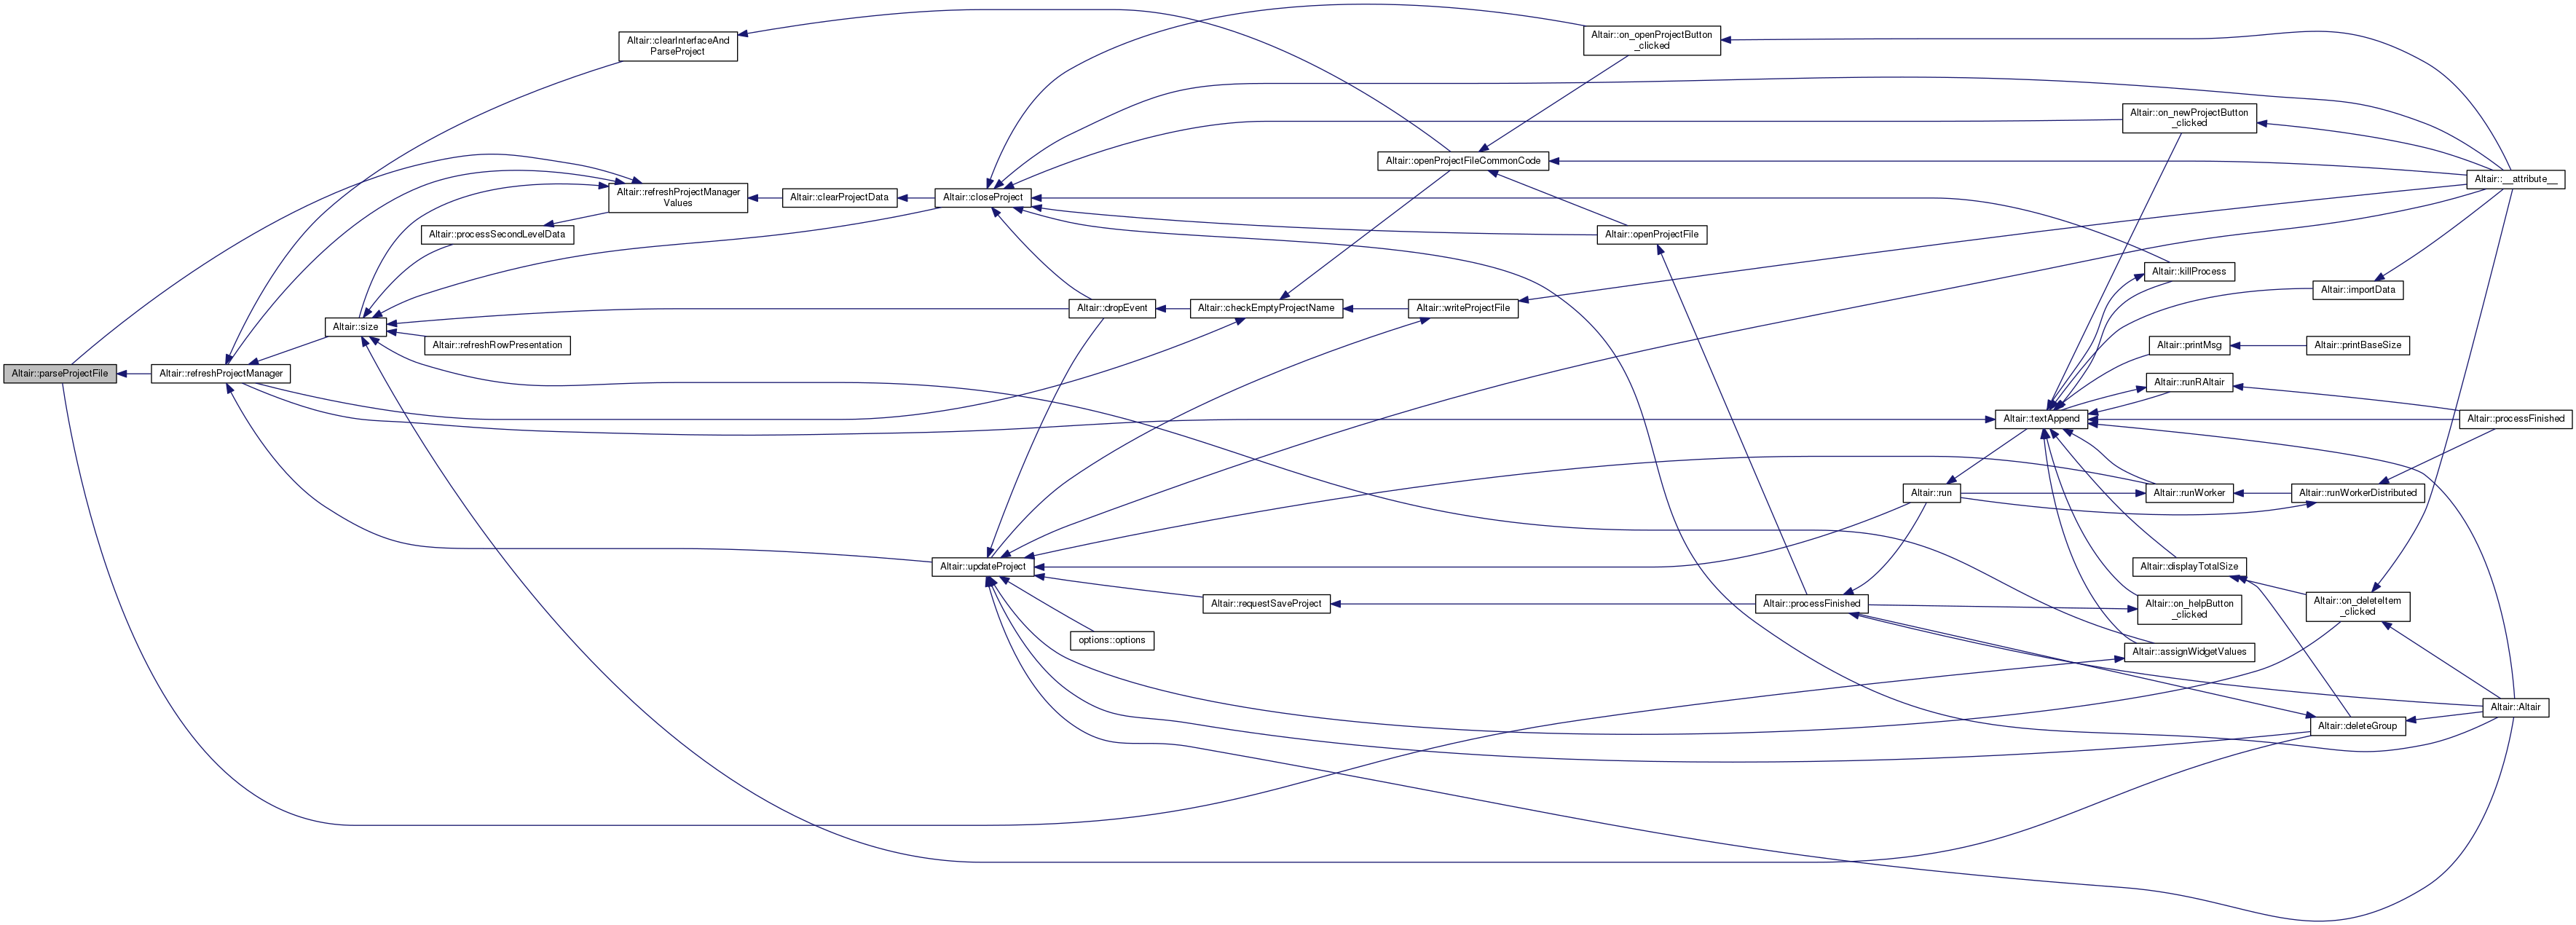 Altair::clearInterfaceAnd
ParseProject
Altair::on_openProjectButton
_clicked
Altair::on_newProjectButton
_clicked
Altair::openProjectFileCommonCode
Altair::__attribute__
Altair::refreshProjectManager
Values
Altair::clearProjectData
Altair::closeProject
Altair::processSecondLevelData
Altair::openProjectFile
Altair::killProcess
Altair::importData
Altair::dropEvent
Altair::checkEmptyProjectName
Altair::writeProjectFile
Altair::size
Altair::refreshRowPresentation
Altair::printMsg
Altair::printBaseSize
Altair::parseProjectFile
Altair::refreshProjectManager
Altair::runRAltair
Altair::textAppend
Altair::processFinished
Altair::run
Altair::runWorker
Altair::runWorkerDistributed
Altair::updateProject
Altair::displayTotalSize
Altair::requestSaveProject
Altair::processFinished
Altair::on_helpButton
_clicked
Altair::on_deleteItem
_clicked
options::options
Altair::assignWidgetValues
Altair::Altair
Altair::deleteGroup